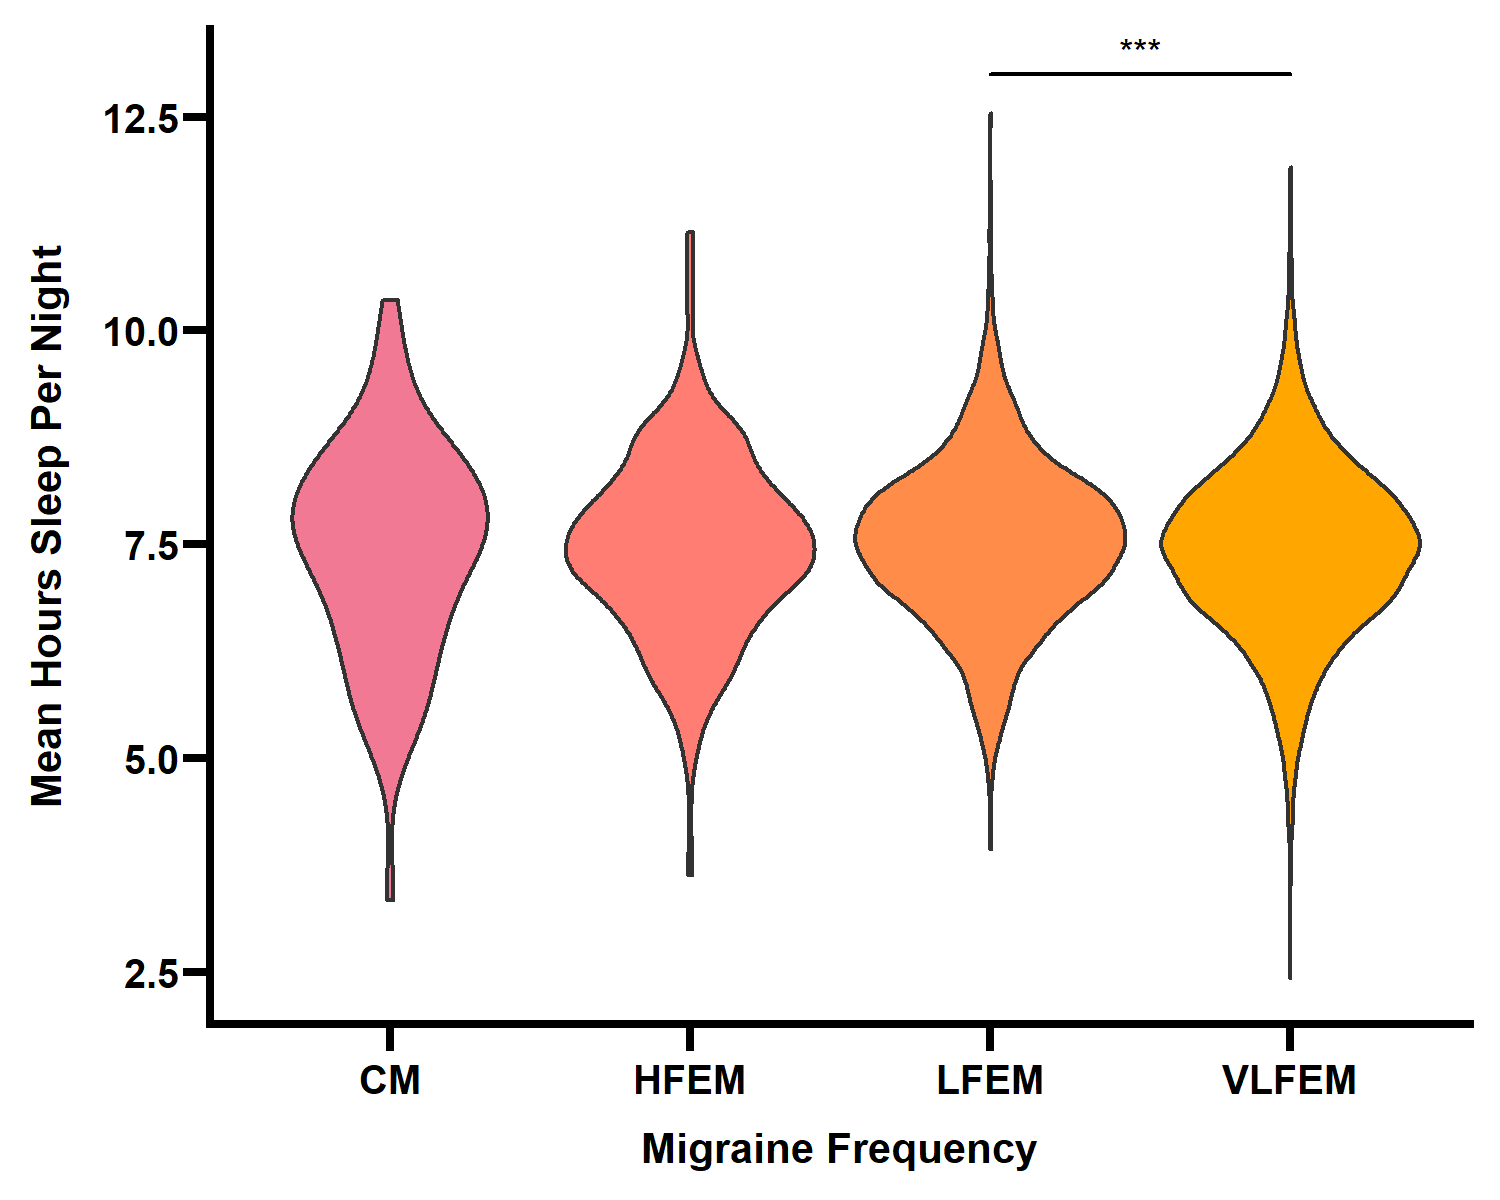 ***
12.5
10.0
7.5
5.0
2.5
Mean Hours Sleep Per Night
CM HFEM LFEM VLFEM
Migraine Frequency